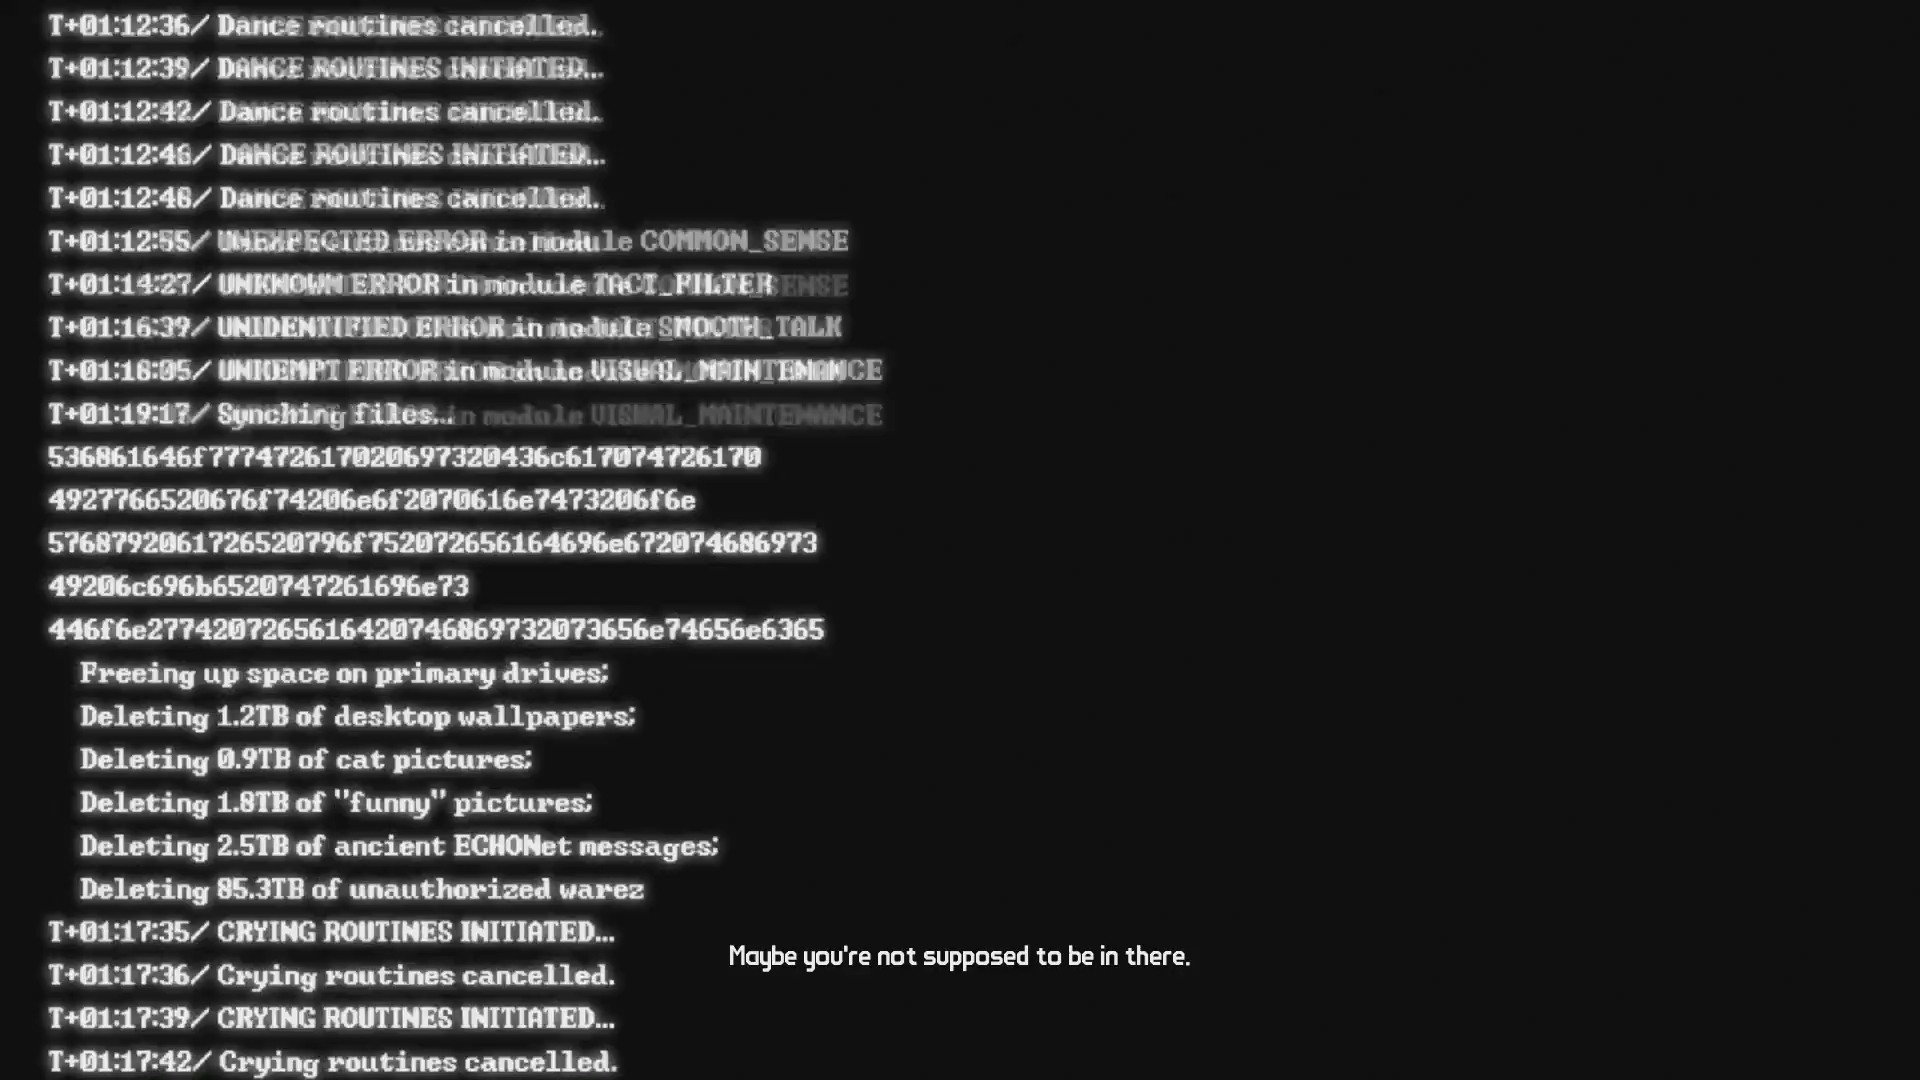 T+01:12:36/ Dance routines cancelled.
T+01:12:39/ DANCE ROUTINES INITIATED...
T+01:12:42/ Dance routines cancelled.
T+01:12:46/ DANCE ROUTINES INITIATED...
T+01:12:48/ Dance routines cancelled.
T+01:12:55/ UNEXPECTED ERROR in module COMMON_SENSE
T+01:14:27/ UNKNOWN ERROR in module TACT_FILTER
T+01:16:39/ UNIDENTIFIED ERROR in module SMOOTH_TALK
T+01:18:05/ UNKEMPT ERROR in module VISUAL_MAINTENANCE
T+01:19:17/ Synching files...
536861646f777472617020697320436c617074726170
4927766520676f74206e6f2070616e7473206f6e
5768792061726520796f752072656164696e672074686973
49206c696b6520747261696e73
446f6e2774207265616420746869732073656e74656e6365
Freeing up space on primary drives;
Deleting 1.2TB of desktop wallpapers;
Deleting 0.9TB of cat pictures;
Deleting 1.8TB of "funny" pictures;
Deleting 2.5TB of ancient ECHONet messages;
Deleting 85.3TB of unauthorized warez
T+01:17:35/ CRYING ROUTINES INITIATED...
Maybe you're not supposed to be in there.
T+01:17:36/ Crying routines cancelled.
T+01:17:39/ CRYING ROUTINES INITIATED...
T+01:17:42/ Crying routines cancelled.